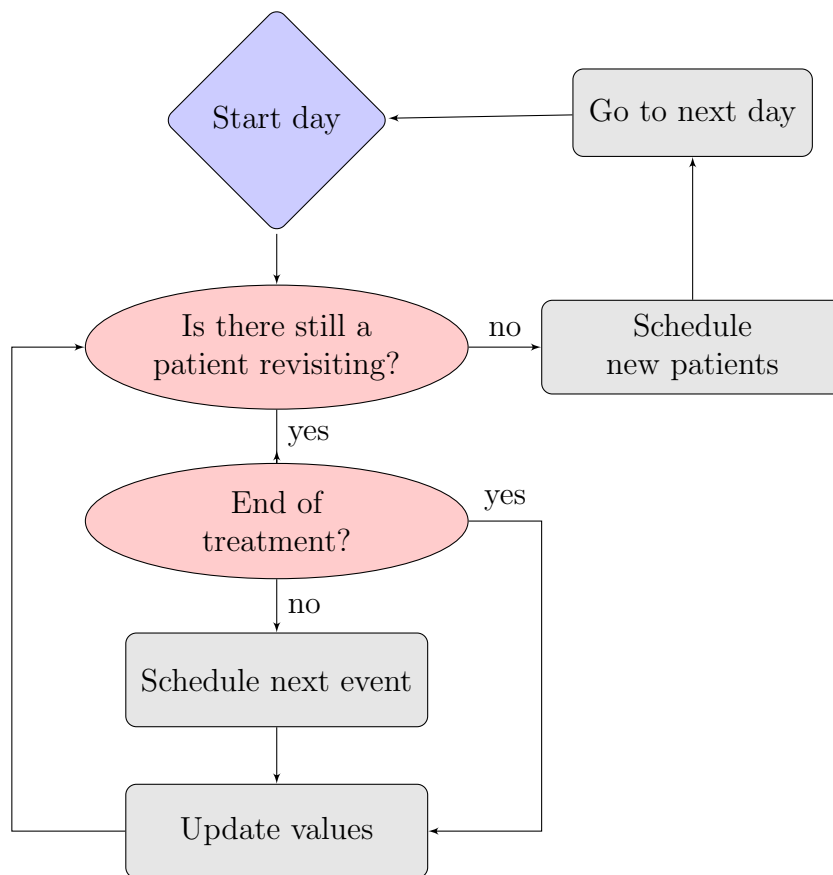 Start day
Go to next day
Is there still a
patient revisiting?
no
Schedule
new patients
yes
End of
treatment?
yes
no
Schedule next event
Update values